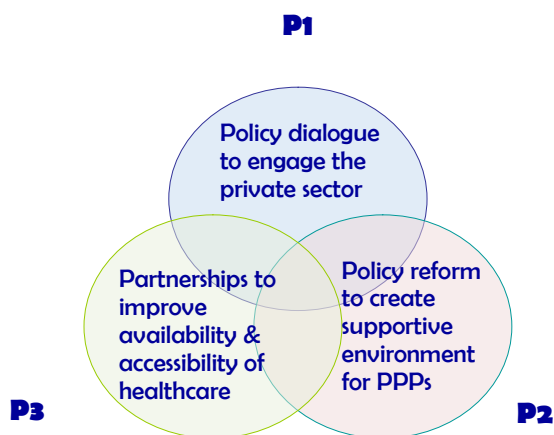 P1
Policy dialogue
to engage the
private sector
Partnerships to
improve
availability &
accessibility of
healthcare
Policy reform
to create
supportive
environment
for PPPs
P3
P2